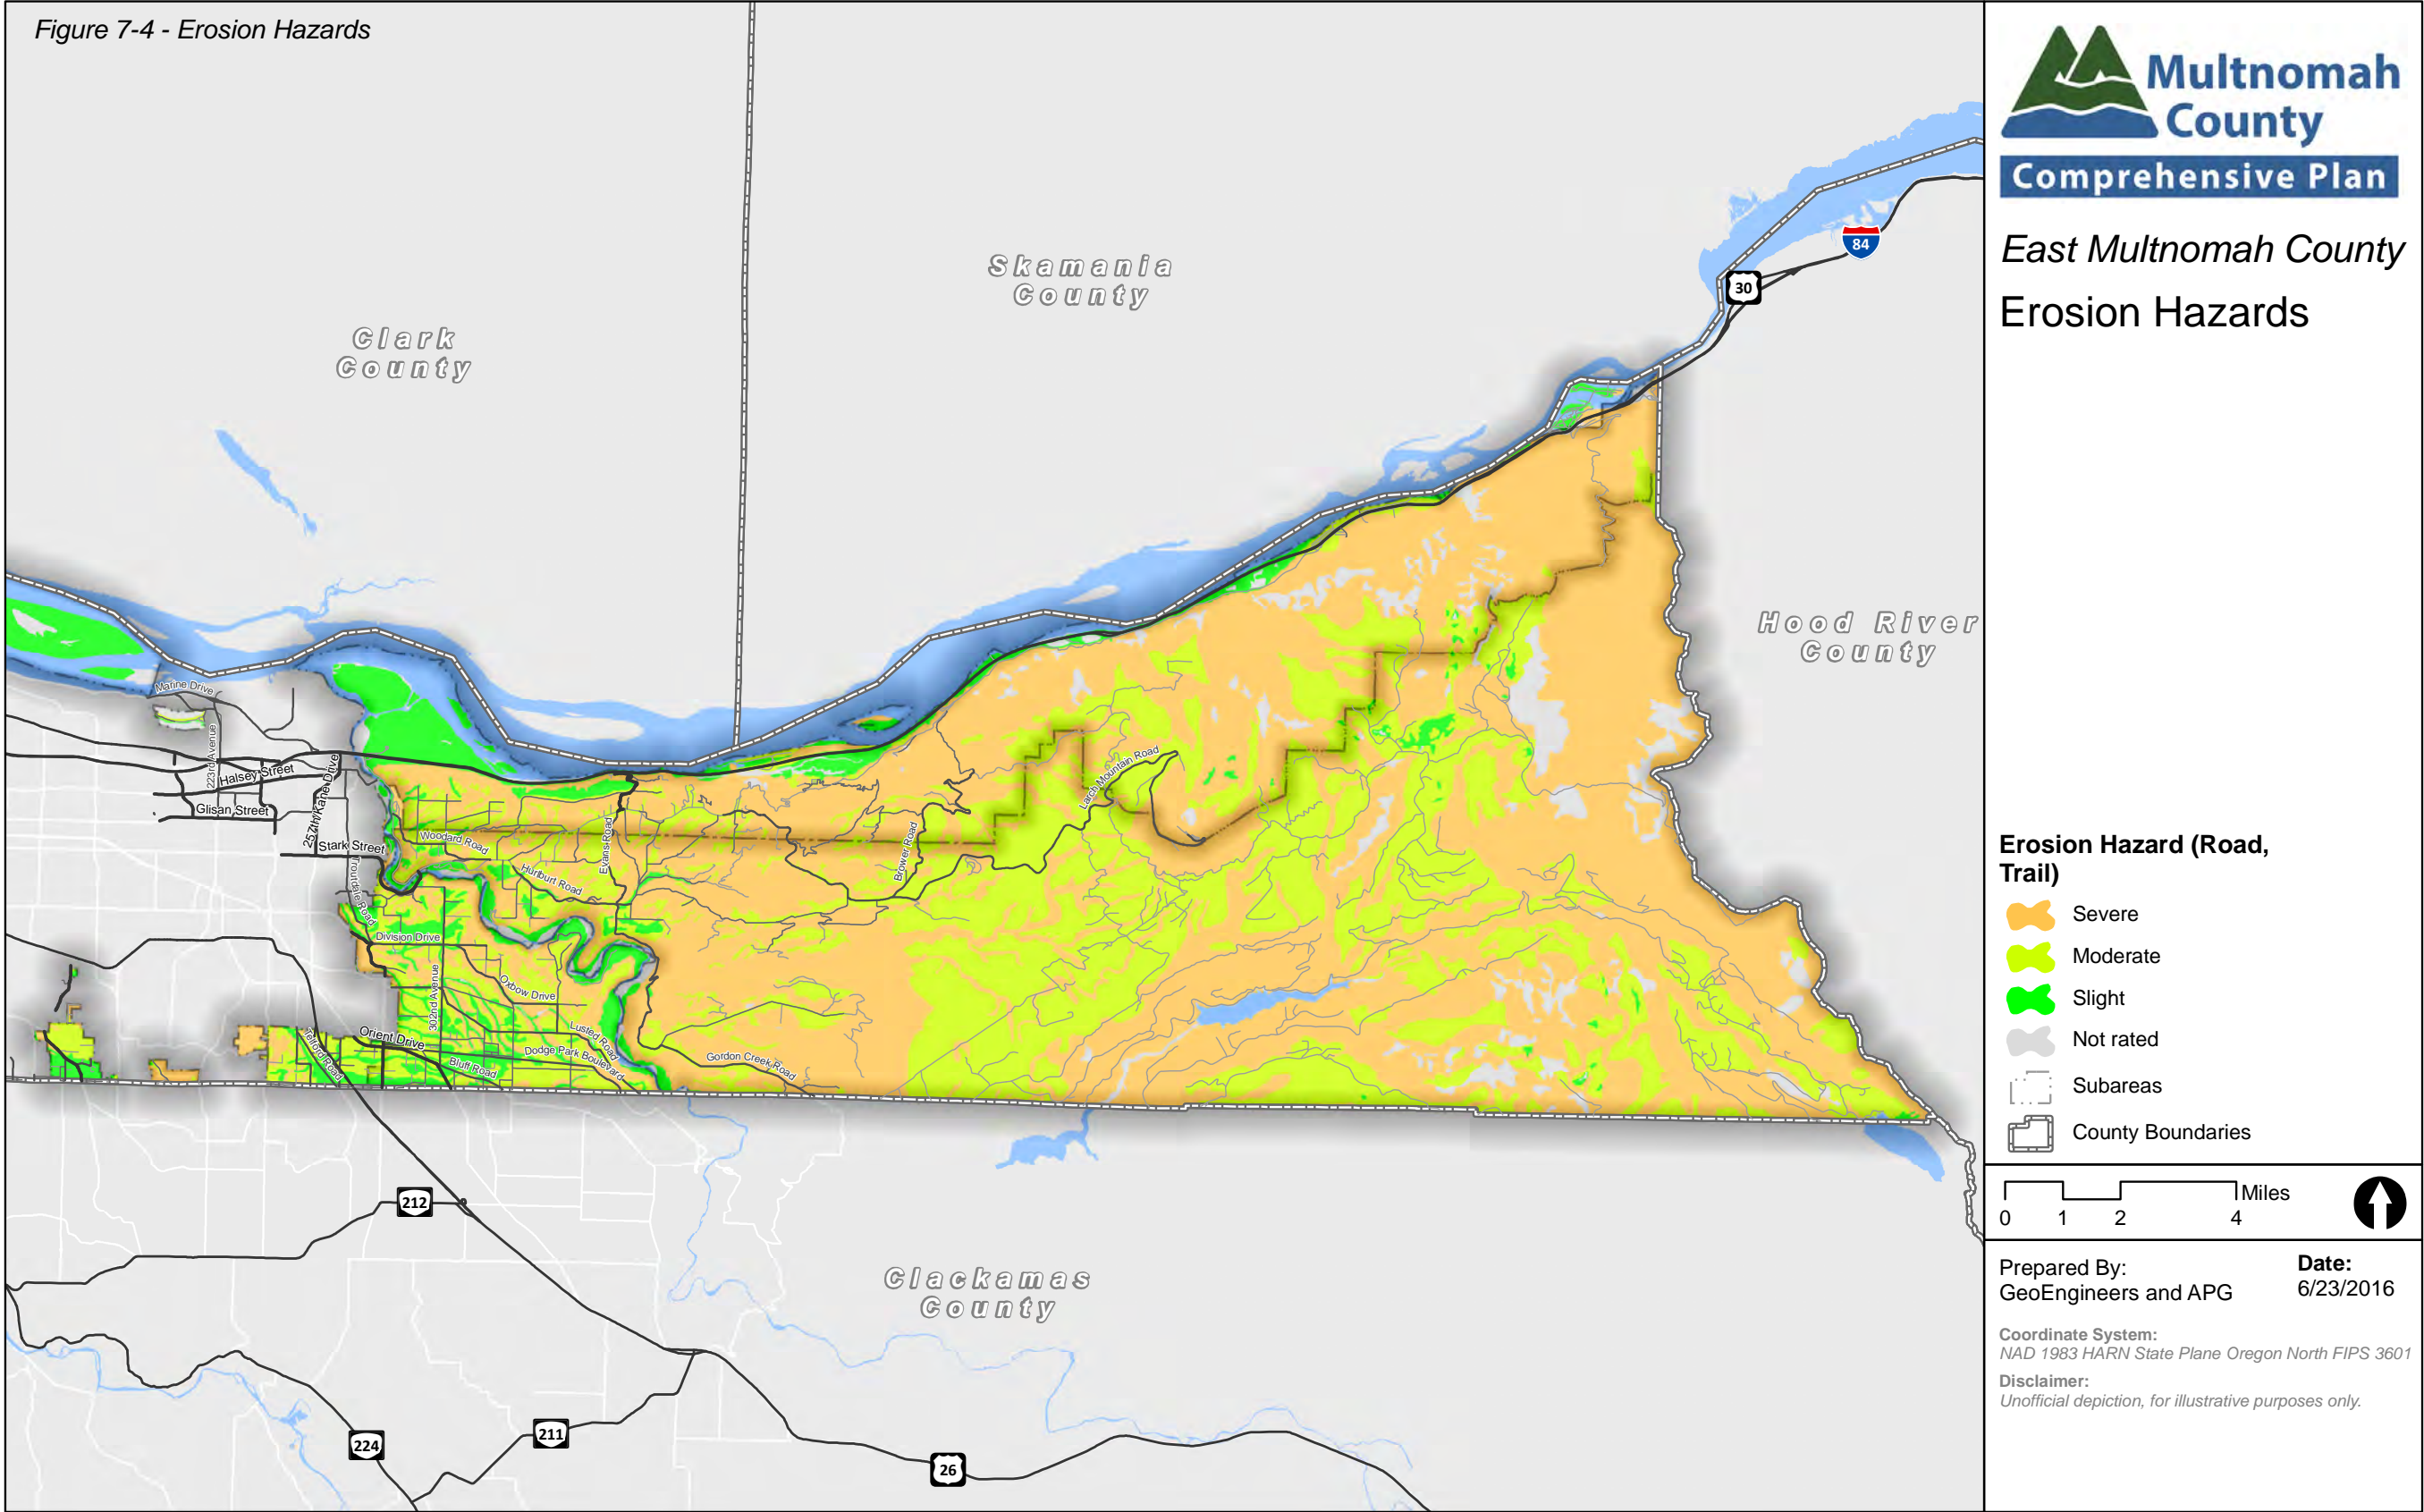 Figure 7-4 - Erosion Hazards
Clark
County
Skamania
County
84
30
Hood River
County
Marine Drive
223rd Avenue
Halsey Street
257th/Kane Drive
Glisan Street
Stark Street
Troutdale Road
Woodard Road
Hurlburt Road
Evans Road
Brower Road
Larch Mountain Road
Division Drive
302nd Avenue
Oxbow Drive
Lusted Road
Telford Road
Orient Drive
Bluff Road
Dodge Park Boulevard
Gordon Creek Road
212
Clackamas
County
224
211
26
Multnomah
County
Comprehensive Plan
East Multnomah County
Erosion Hazards
Erosion Hazard (Road,
Trail)
Severe
Moderate
Slight
Not rated
Subareas
County Boundaries
Miles
0 1 2 4
Prepared By:
GeoEngineers and APG
Date:
6/23/2016
Coordinate System:
NAD 1983 HARN State Plane Oregon North FIPS 3601
Disclaimer:
Unofficial depiction, for illustrative purposes only.